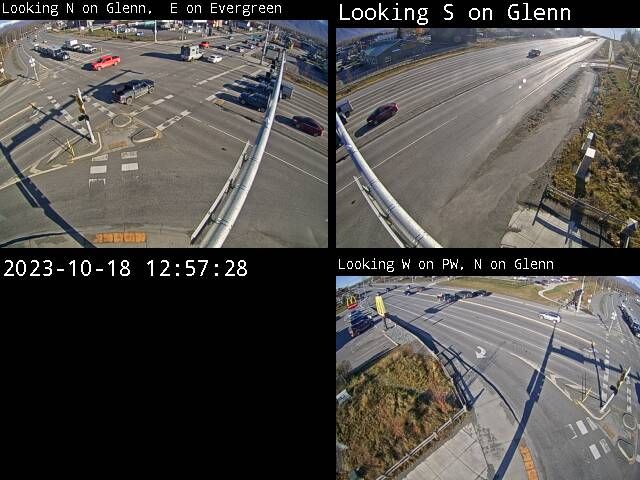 Looking N on Glenn, E on Evergreen
Looking S on Glenn
2023-10-18 12:57:28
Looking W on PW, N on Glenn